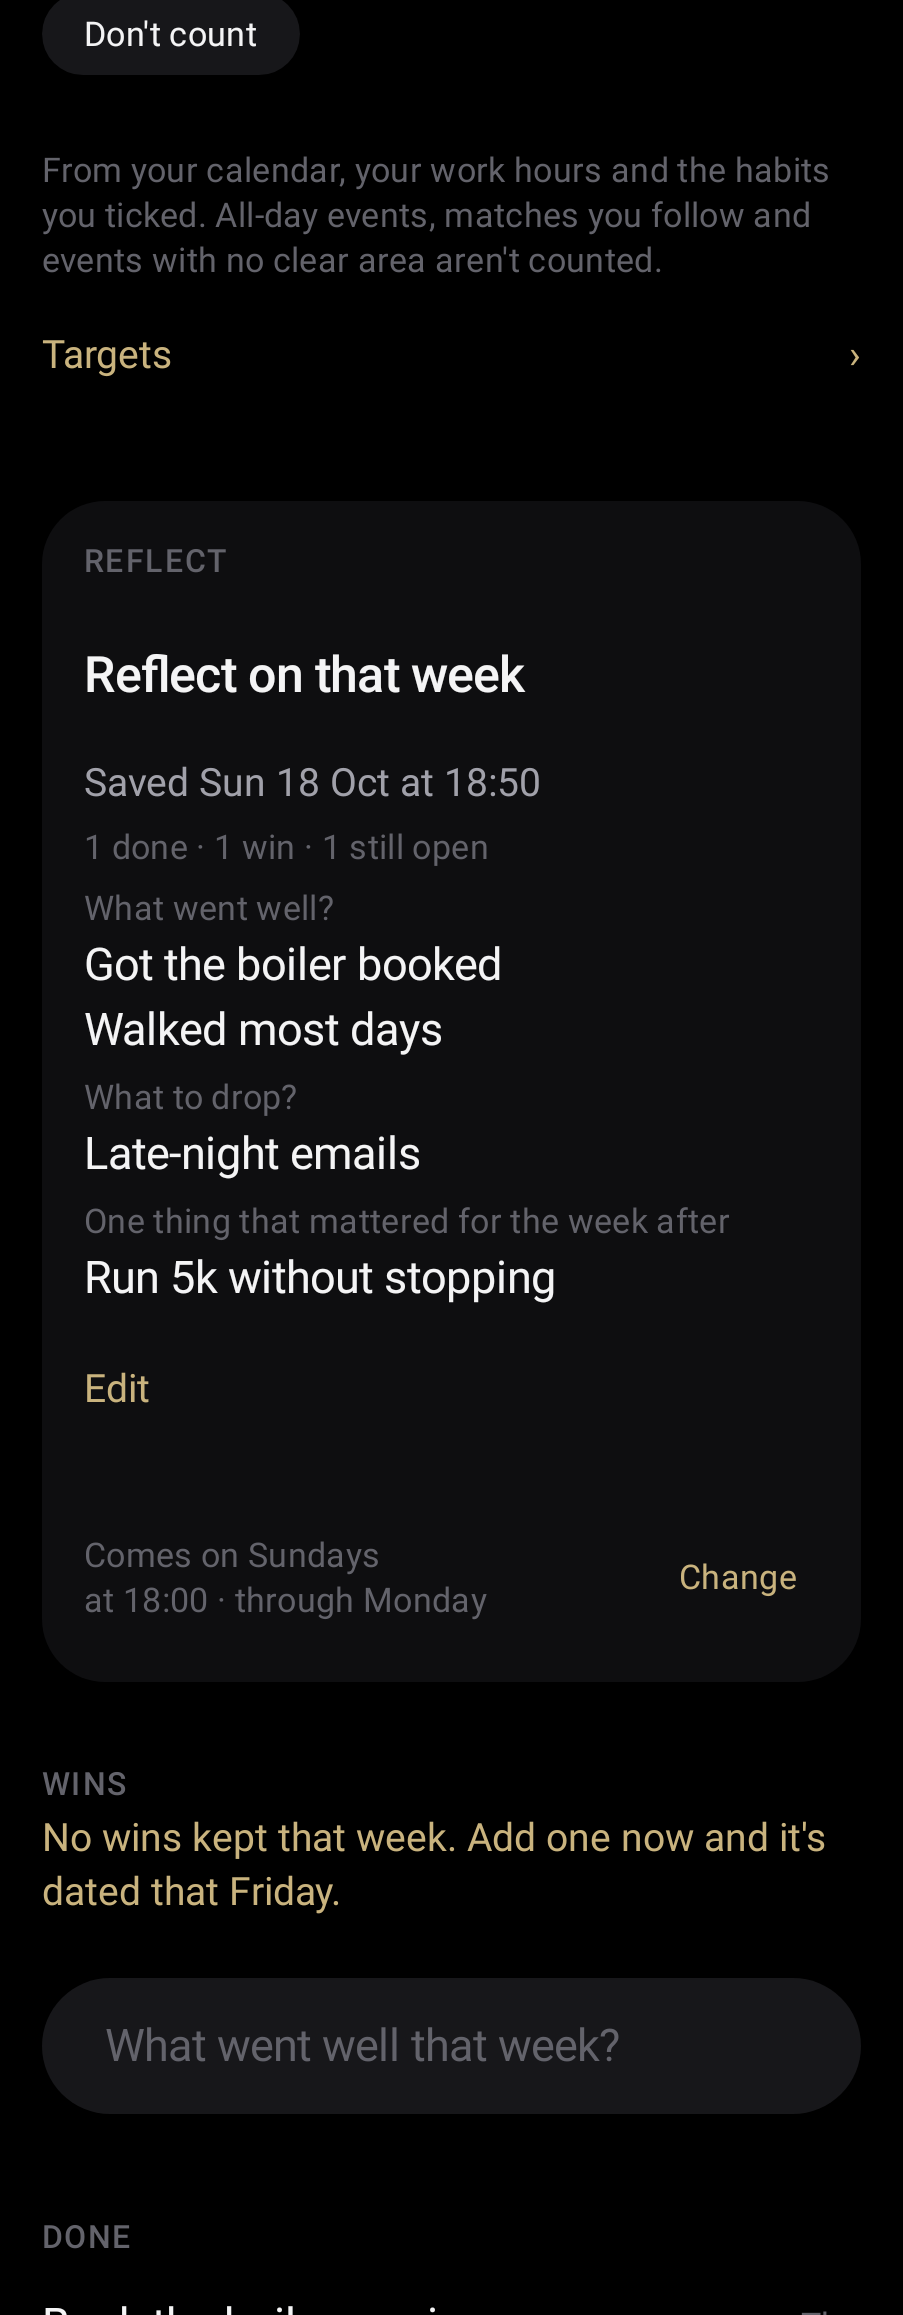 Don't count
From your calendar, your work hours and the habits
you ticked. All-day events, matches you follow and
events with no clear area aren't counted.
Targets ›
REFLECT
Reflect on that week
Saved Sun 18 Oct at 18:50
1 done · 1 win · 1 still open
What went well?
Got the boiler booked
Walked most days
What to drop?
Late-night emails
One thing that mattered for the week after
Run 5k without stopping
Edit
Comes on Sundays
at 18:00 · through Monday
Change
WINS
No wins kept that week. Add one now and it's
dated that Friday.
What went well that week?
DONE